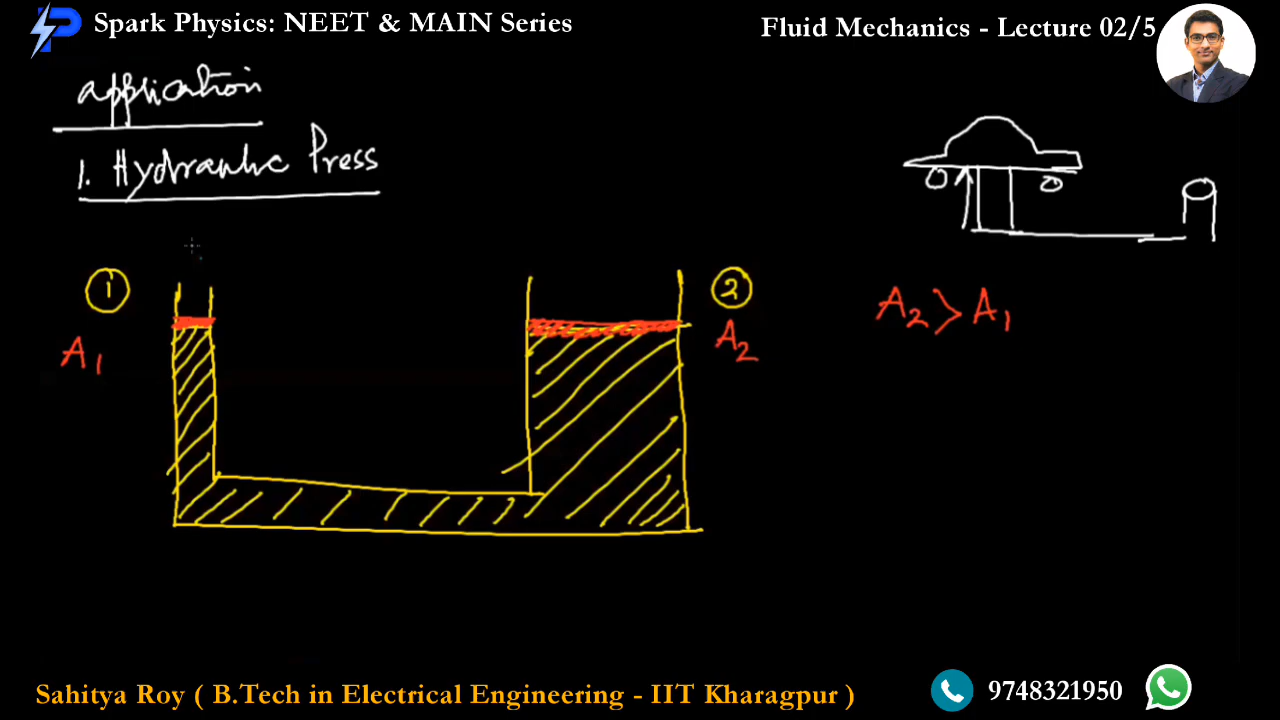 Spark Physics: NEET & MAIN Series
Fluid Mechanics - Lecture 02/5
application
1. Hydraulic Press
1
2
A1
A2
A2 > A1
Sahitya Roy ( B.Tech in Electrical Engineering - IIT Kharagpur )
9748321950